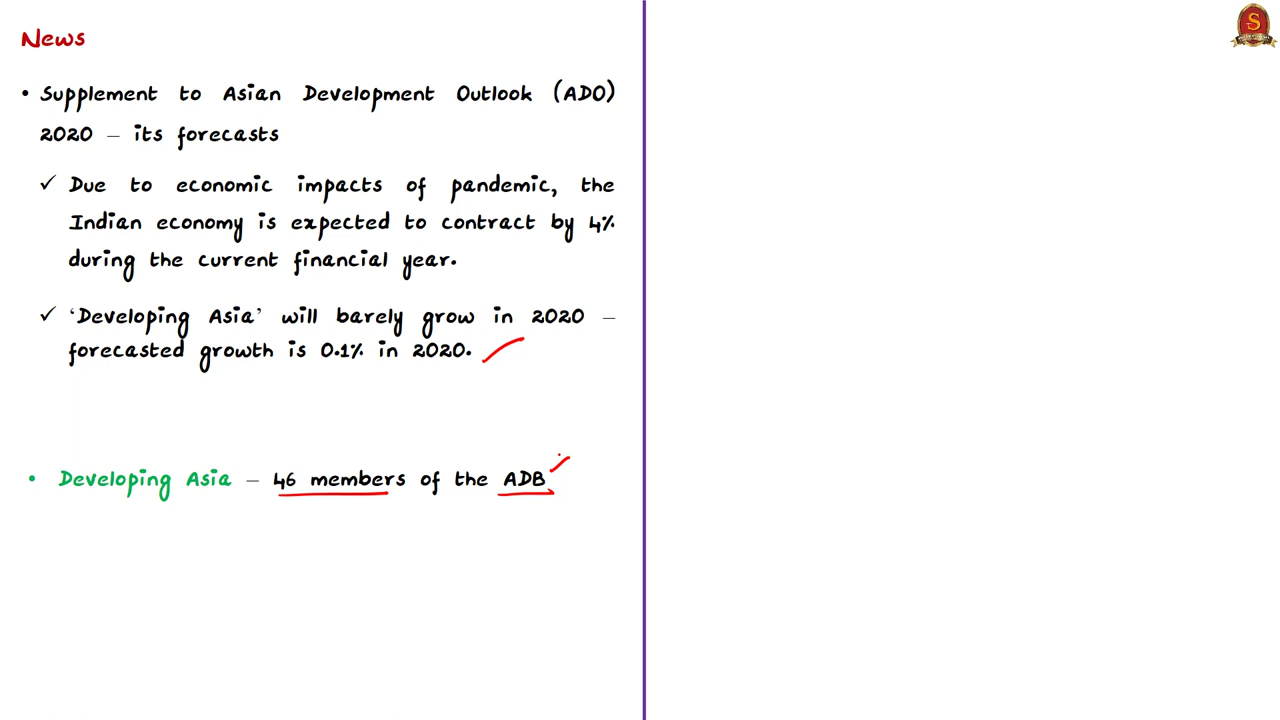 News
• Supplement to Asian Development Outlook (ADO)
2020 – its forecasts
✓ Due to economic impacts of pandemic, the
Indian economy is expected to contract by 4%
during the current financial year.
✓ ‘Developing Asia’ will barely grow in 2020 –
forecasted growth is 0.1% in 2020.
• Developing Asia – 46 members of the ADB
S